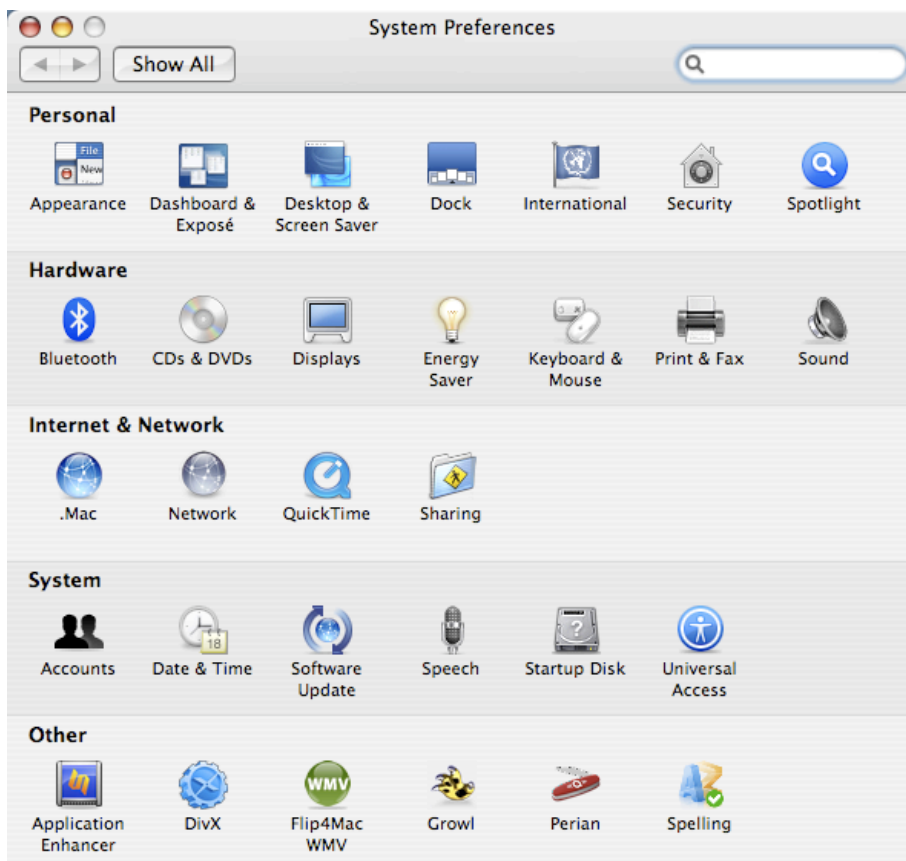 System Preferences
Show All
Personal
File
New
Appearance
Dashboard & Exposé
Desktop & Screen Saver
Dock
International
Security
Spotlight
Hardware
Bluetooth
CDs & DVDs
Displays
Energy Saver
Keyboard & Mouse
Print & Fax
Sound
Internet & Network
.Mac
Network
QuickTime
Sharing
System
18
?
Accounts
Date & Time
Software Update
Speech
Startup Disk
Universal Access
Other
WMV
Application Enhancer
DivX
Flip4Mac WMV
Growl
Perian
Spelling